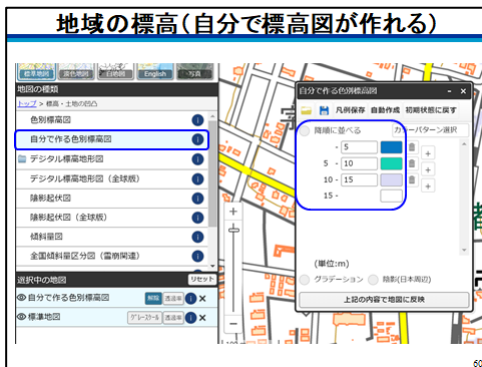 地域の標高(自分で標高図が作れる)
標準地図 淡色地図 白地図 English 写真
地図の種類
トップ > 標高・土地の凹凸
色別標高図
自分で作る色別標高図
デジタル標高地形図
デジタル標高地形図(全球版)
陰影起伏図
陰影起伏図(全球版)
傾斜量図
全国傾斜量区分図(雪崩関連)
選択中の地図 リセット
自分で作る色別標高図 解説 透過率
標準地図 グレースケール 透過率
自分で作る色別標高図 - ×
凡例保存 自動作成 初期状態に戻す
降順に並べる カラーパターン選択
- 5
5 - 10
10 - 15
15 -
(単位:m)
グラデーション 陰影(日本周辺)
上記の内容で地図に反映
60